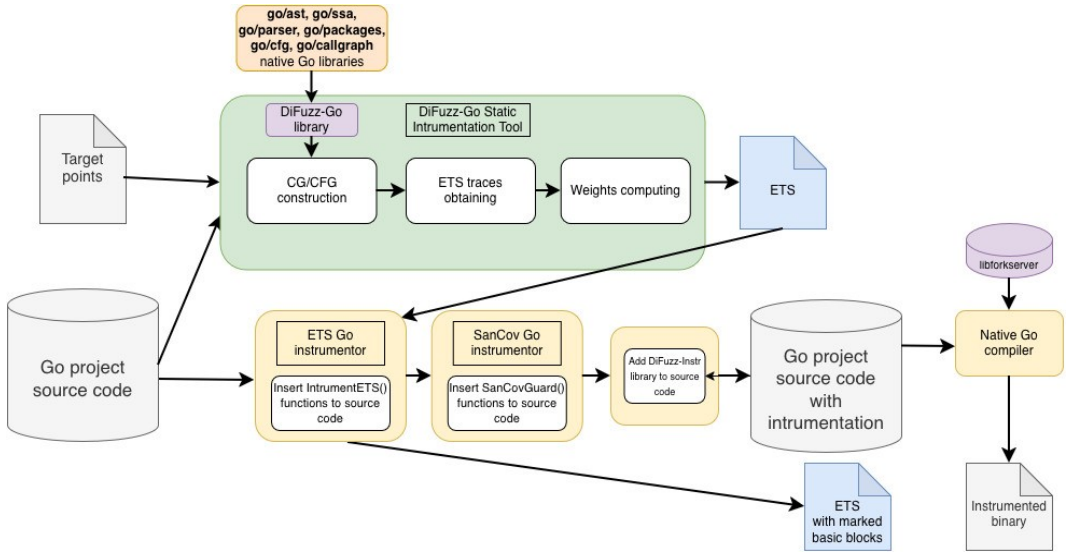 go/ast, go/ssa,
go/parser, go/packages,
go/cfg, go/callgraph
native Go libraries
DiFuzz-Go
library
DiFuzz-Go Static
Intrumentation Tool
Target
points
CG/CFG
construction
ETS traces
obtaining
Weights computing
ETS
libforkserver
Go project
source code
ETS Go
instrumentor
Insert IntrumentETS()
functions to source
code
SanCov Go
instrumentor
Insert SanCovGuard()
functions to source
code
Add DiFuzz-Instr
library to source
code
Go project
source code
with
intrumentation
Native Go
compiler
ETS
with marked
basic blocks
Instrumented
binary